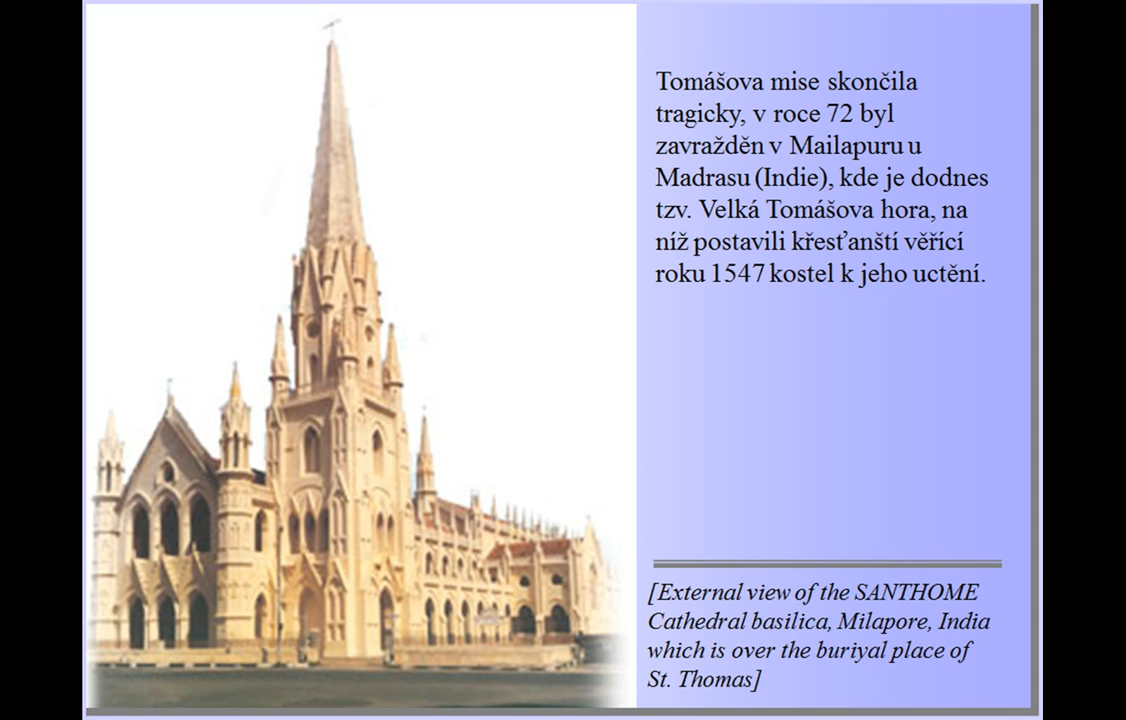 Tomášova mise skončila
tragicky, v roce 72 byl
zavražděn v Mailapuru u
Madrasu (Indie), kde je dodnes
tzv. Velká Tomášova hora, na
níž postavili křesťanští věřící
roku 1547 kostel k jeho uctění.
[External view of the SANTHOME
Cathedral basilica, Milapore, India
which is over the buriyal place of
St. Thomas]